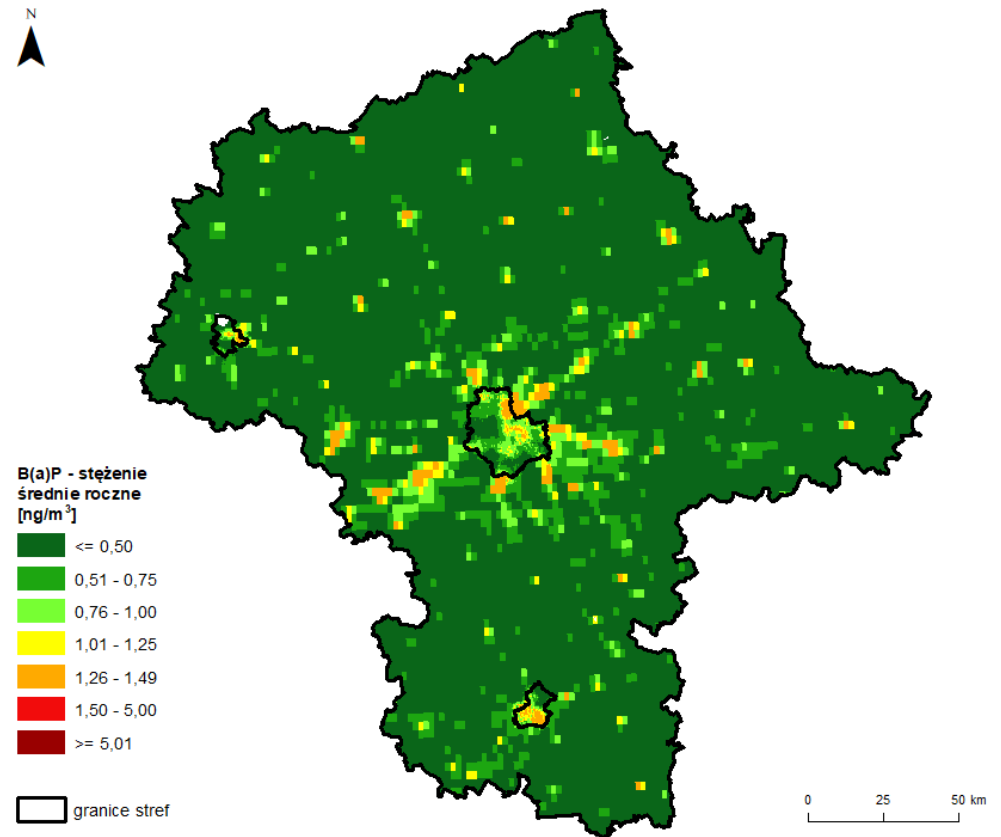 N
B(a)P - stężenie
średnie roczne
[ng/m³]
<= 0,50
0,51 - 0,75
0,76 - 1,00
1,01 - 1,25
1,26 - 1,49
1,50 - 5,00
>= 5,01
granice stref
0 25 50 km